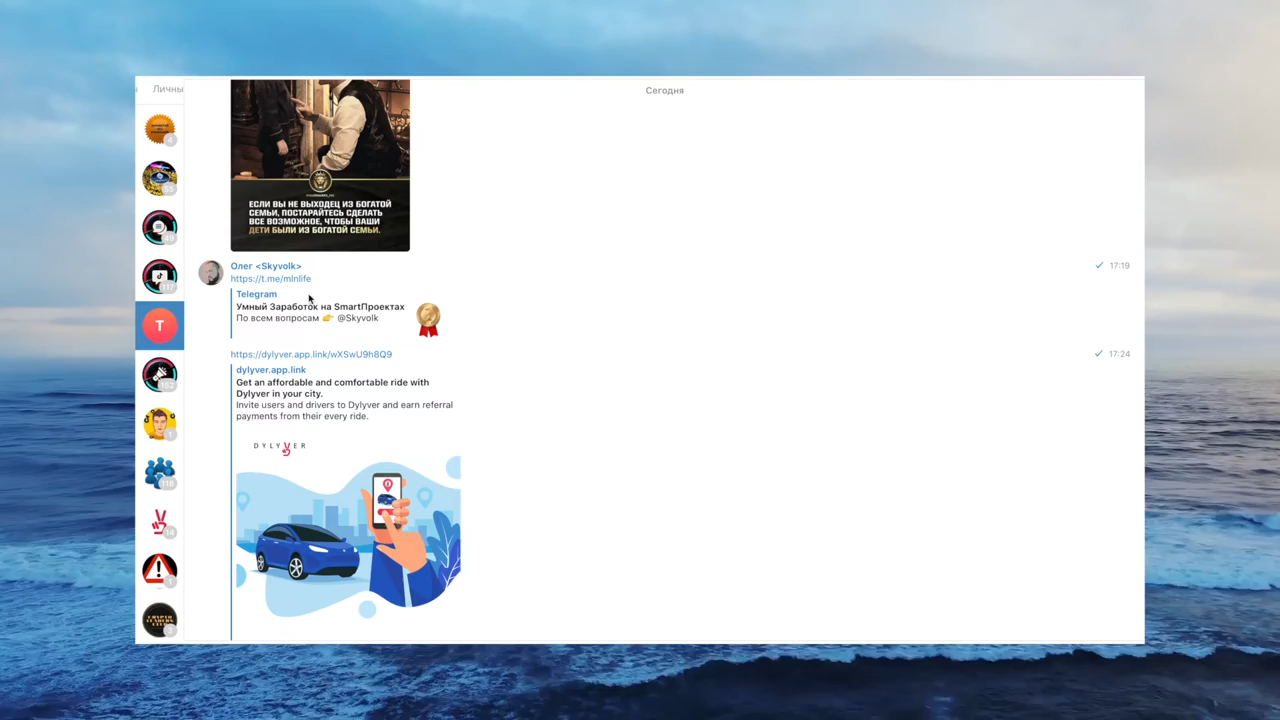 Личны
Сегодня
ЕСЛИ ВЫ НЕ ВЫХОДЕЦ ИЗ БОГАТОЙ
СЕМЬИ, ПОСТАРАЙТЕСЬ СДЕЛАТЬ
ВСЕ ВОЗМОЖНОЕ, ЧТОБЫ ВАШИ
ДЕТИ БЫЛИ ИЗ БОГАТОЙ СЕМЬИ.
Олег <Skyvolk>
17:19
https://t.me/mlnlife
Telegram
Умный Заработок на SmartПроектах
По всем вопросам 👉 @Skyvolk
T
https://dylyver.app.link/wXSwU9h8Q9
17:24
dylyver.app.link
Get an affordable and comfortable ride with
Dylyver in your city.
Invite users and drivers to Dylyver and earn referral
payments from their every ride.
DYLYVER